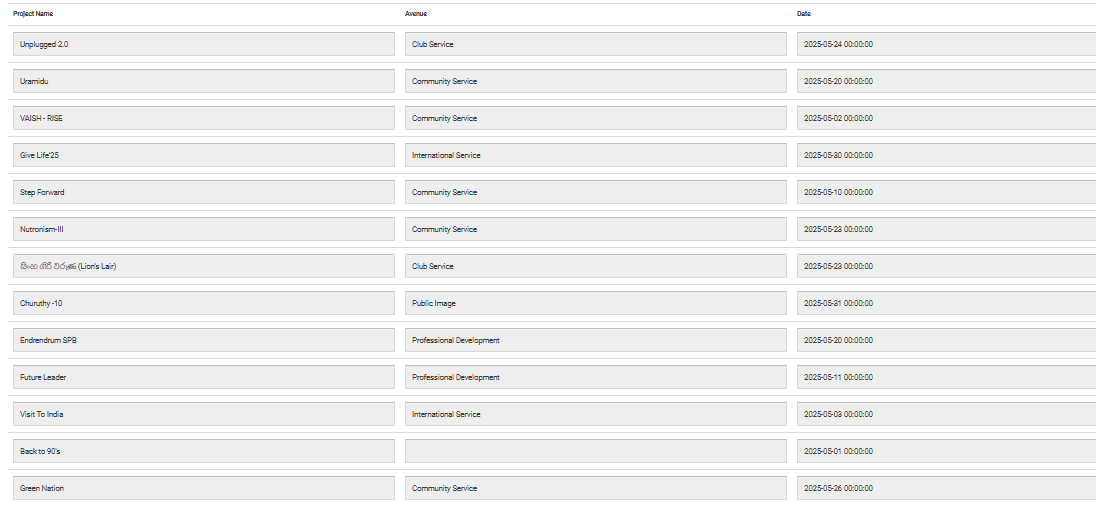 Project Name Avenue Date
Unplugged 2.0 Club Service 2025-05-24 00:00:00
Uramidu Community Service 2025-05-20 00:00:00
VAISH - RISE Community Service 2025-05-02 00:00:00
Give Life'25 International Service 2025-05-30 00:00:00
Step Forward Community Service 2025-05-10 00:00:00
Nutronism-III Community Service 2025-05-23 00:00:00
සිංහ ගිරි වරුණ (Lion's Lair) Club Service 2025-05-23 00:00:00
Churuthy -10 Public Image 2025-05-31 00:00:00
Endrendrum SPB Professional Development 2025-05-20 00:00:00
Future Leader Professional Development 2025-05-11 00:00:00
Visit To India International Service 2025-05-03 00:00:00
Back to 90's 2025-05-01 00:00:00
Green Nation Community Service 2025-05-26 00:00:00